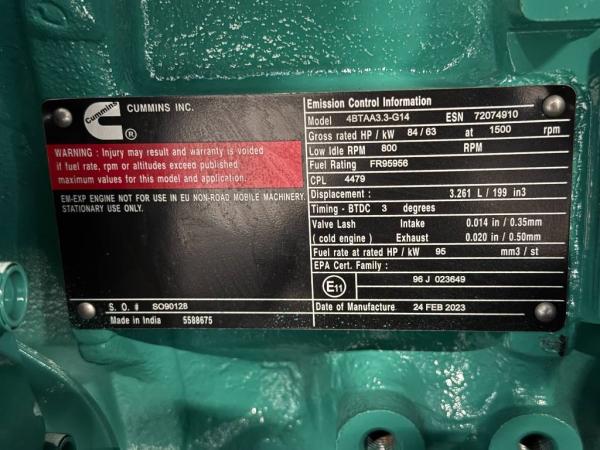 Cummins
®
CUMMINS INC.
WARNING : Injury may result and warranty is voided
if fuel rate, rpm or altitudes exceed published
maximum values for this model and application.
EM-EXP ENGINE NOT FOR USE IN EU NON-ROAD MOBILE MACHINERY.
STATIONARY USE ONLY.
S. O. # SO90128
Made in India 5588675
Emission Control Information
Model 4BTAA3.3-G14 ESN 72074910
Gross rated HP / kW 84 / 63 at 1500 rpm
Low Idle RPM 800 RPM
Fuel Rating FR95956
CPL 4479
Displacement : 3.261 L / 199 in3
Timing - BTDC 3 degrees
Valve Lash Intake 0.014 in / 0.35mm
( cold engine ) Exhaust 0.020 in / 0.50mm
Fuel rate at rated HP / kW 95 mm3 / st
EPA Cert. Family :
E11 96 J 023649
Date of Manufacture 24 FEB 2023